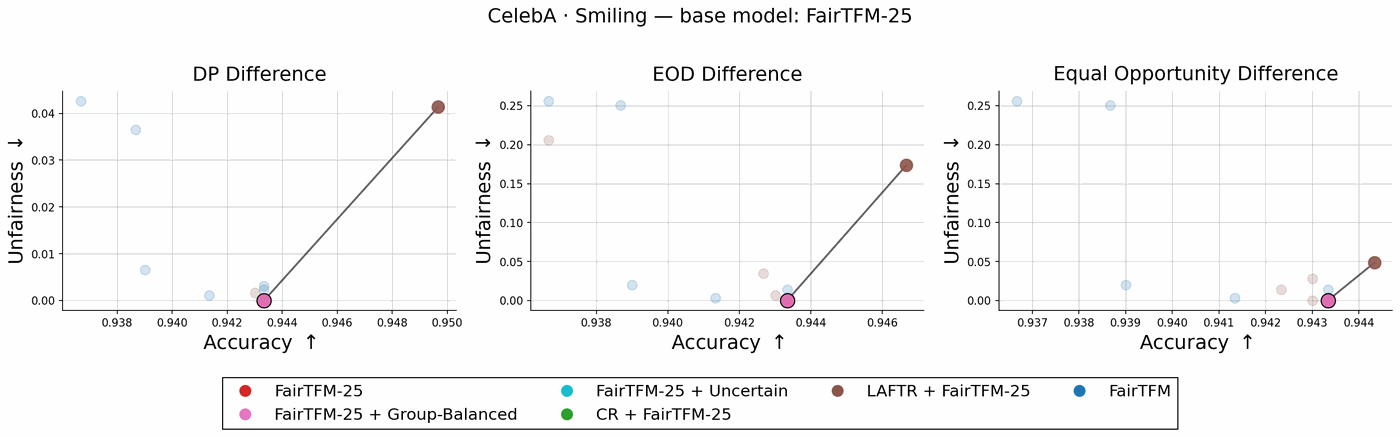 CelebA · Smiling — base model: FairTFM-25
DP Difference
EOD Difference
Equal Opportunity Difference
Unfairness ↓
0.04
0.03
0.02
0.01
0.00
0.938 0.940 0.942 0.944 0.946 0.948 0.950
Accuracy ↑
Unfairness ↓
0.25
0.20
0.15
0.10
0.05
0.00
0.938 0.940 0.942 0.944 0.946
Accuracy ↑
Unfairness ↓
0.25
0.20
0.15
0.10
0.05
0.00
0.937 0.938 0.939 0.940 0.941 0.942 0.943 0.944
Accuracy ↑
FairTFM-25 FairTFM-25 + Uncertain LAFTR + FairTFM-25 FairTFM
FairTFM-25 + Group-Balanced CR + FairTFM-25